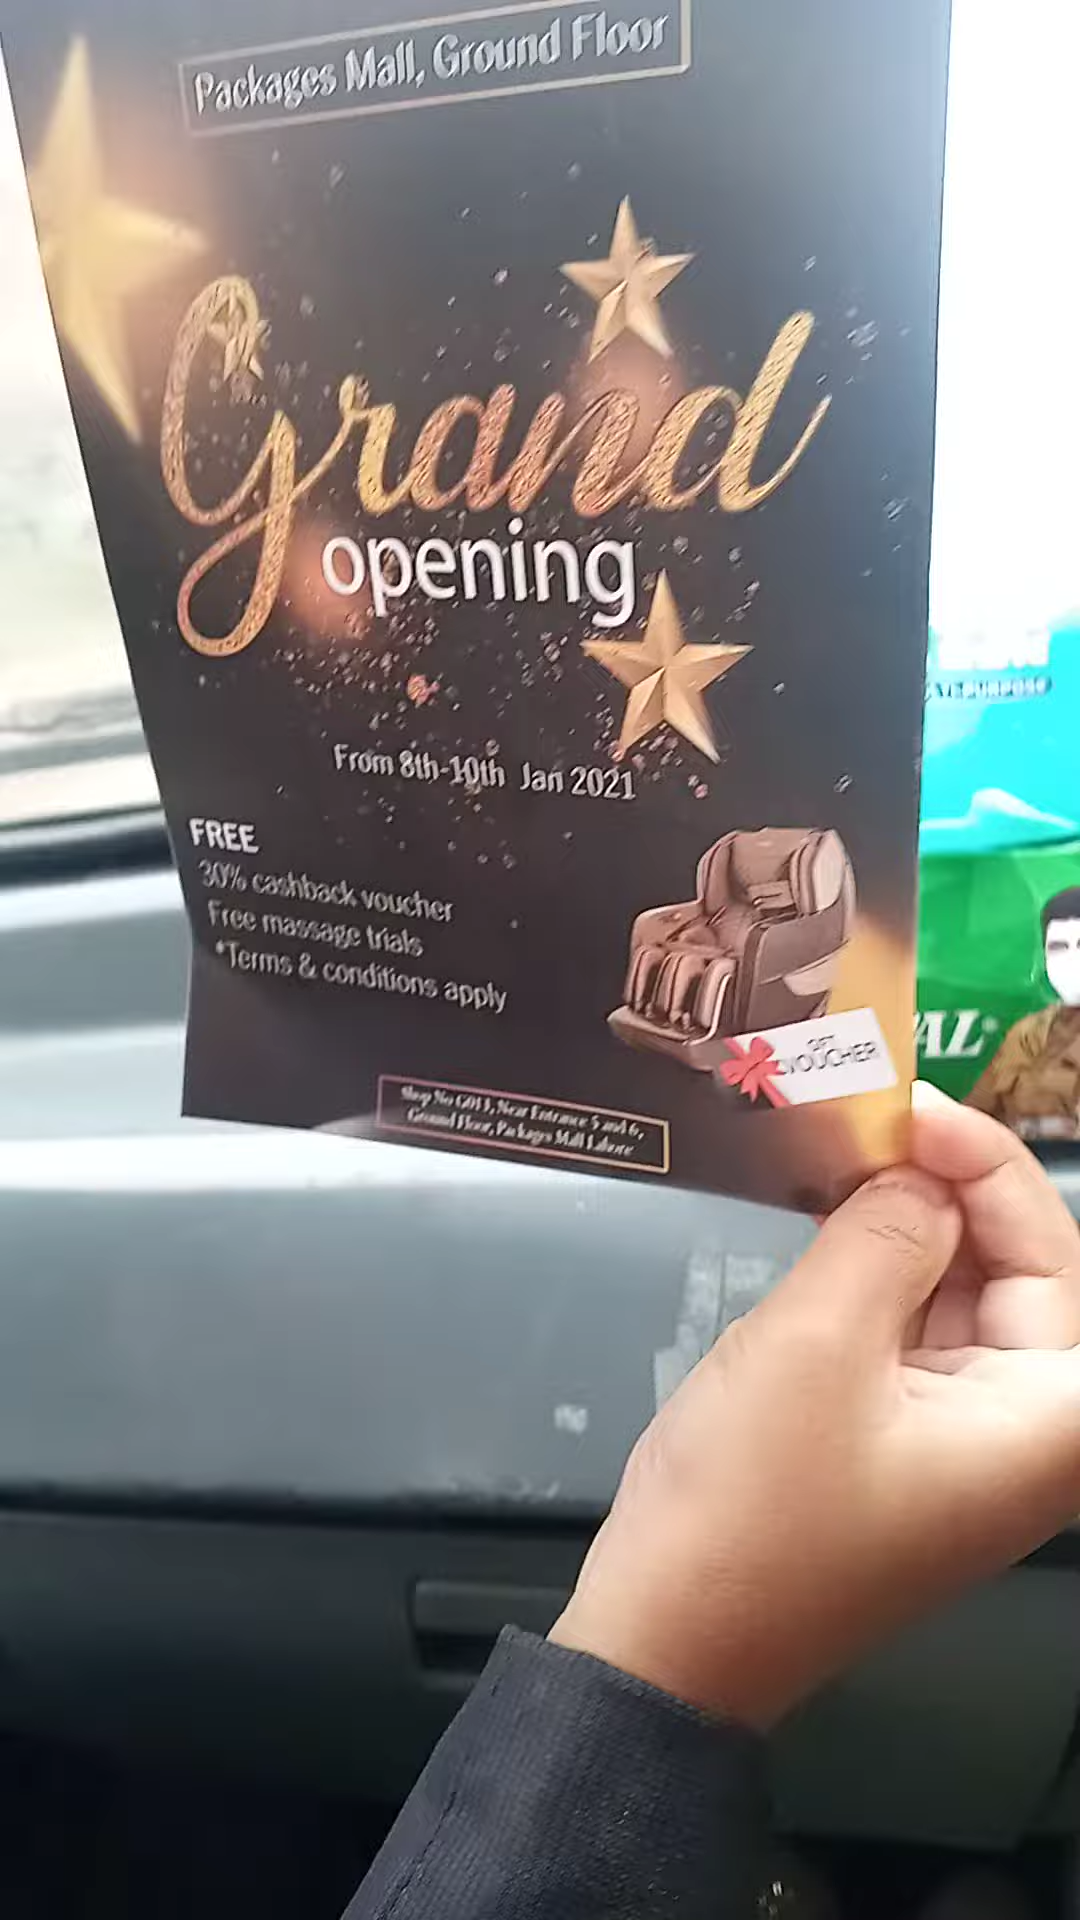 Packages Mall, Ground Floor
Grand
opening
From 8th-10th Jan 2021
FREE
30% cashback voucher
Free massage trials
*Terms & conditions apply
GIFT
VOUCHER
Shop No G013, Near Entrance 5 and 6,
Ground Floor, Packages Mall Lahore